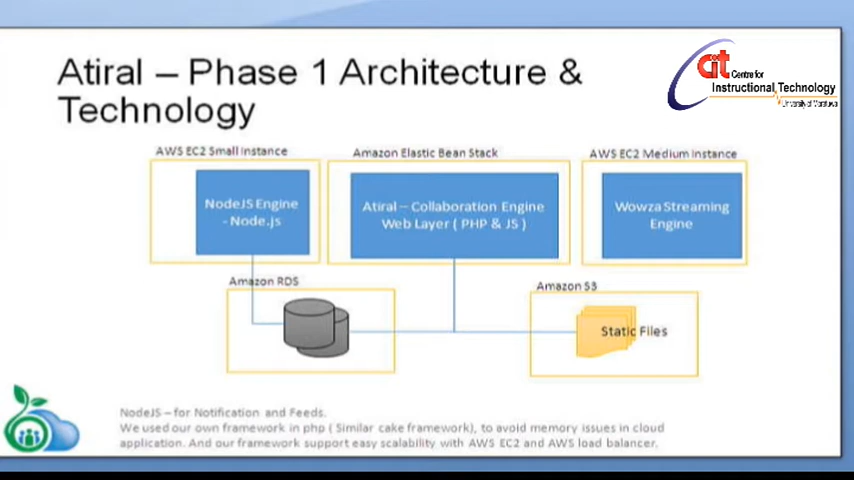 Atiral – Phase 1 Architecture &
Technology
cit Centre for
Instructional Technology
University of Moratuwa
AWS EC2 Small Instance
Amazon Elastic Bean Stack
AWS EC2 Medium Instance
NodeJS Engine
- Node.js
Atiral – Collaboration Engine
Web Layer ( PHP & JS )
Wowza Streaming
Engine
Amazon RDS
Amazon S3
Static Files
NodeJS – for Notification and Feeds.
We used our own framework in php ( Similar cake framework), to avoid memory issues in cloud
application. And our framework support easy scalability with AWS EC2 and AWS load balancer.